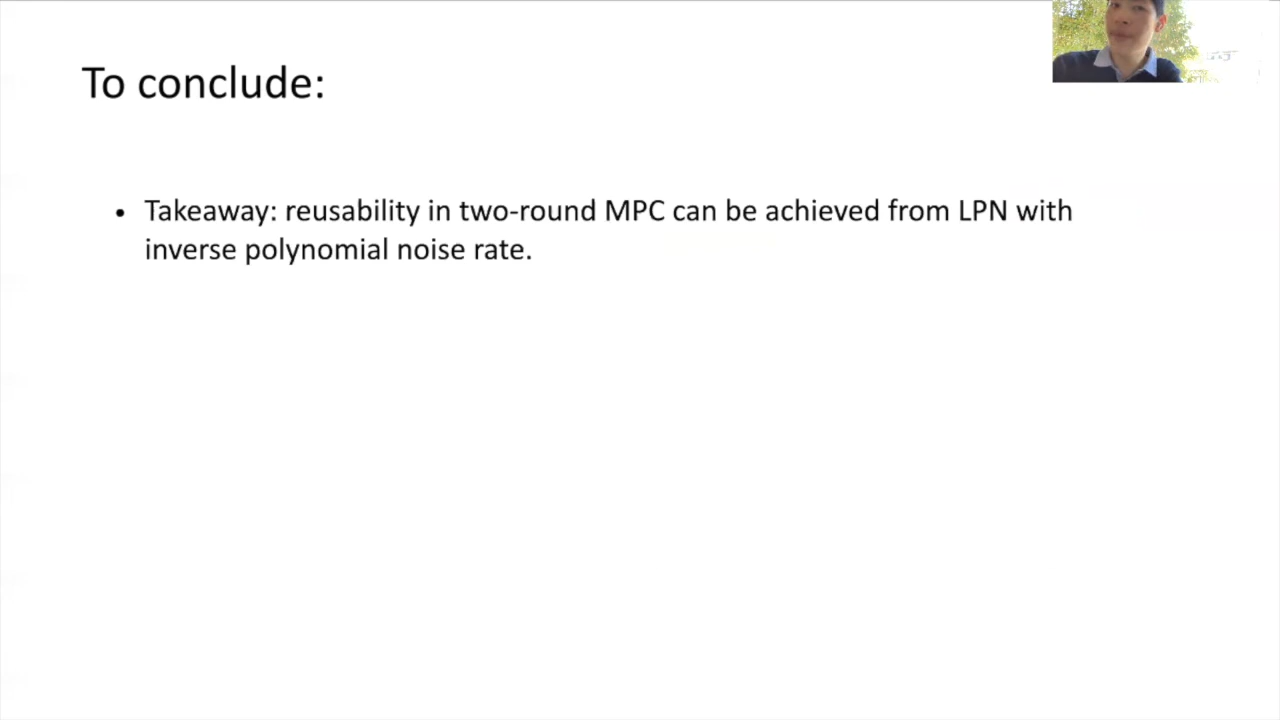 To conclude:
• Takeaway: reusability in two-round MPC can be achieved from LPN with
inverse polynomial noise rate.